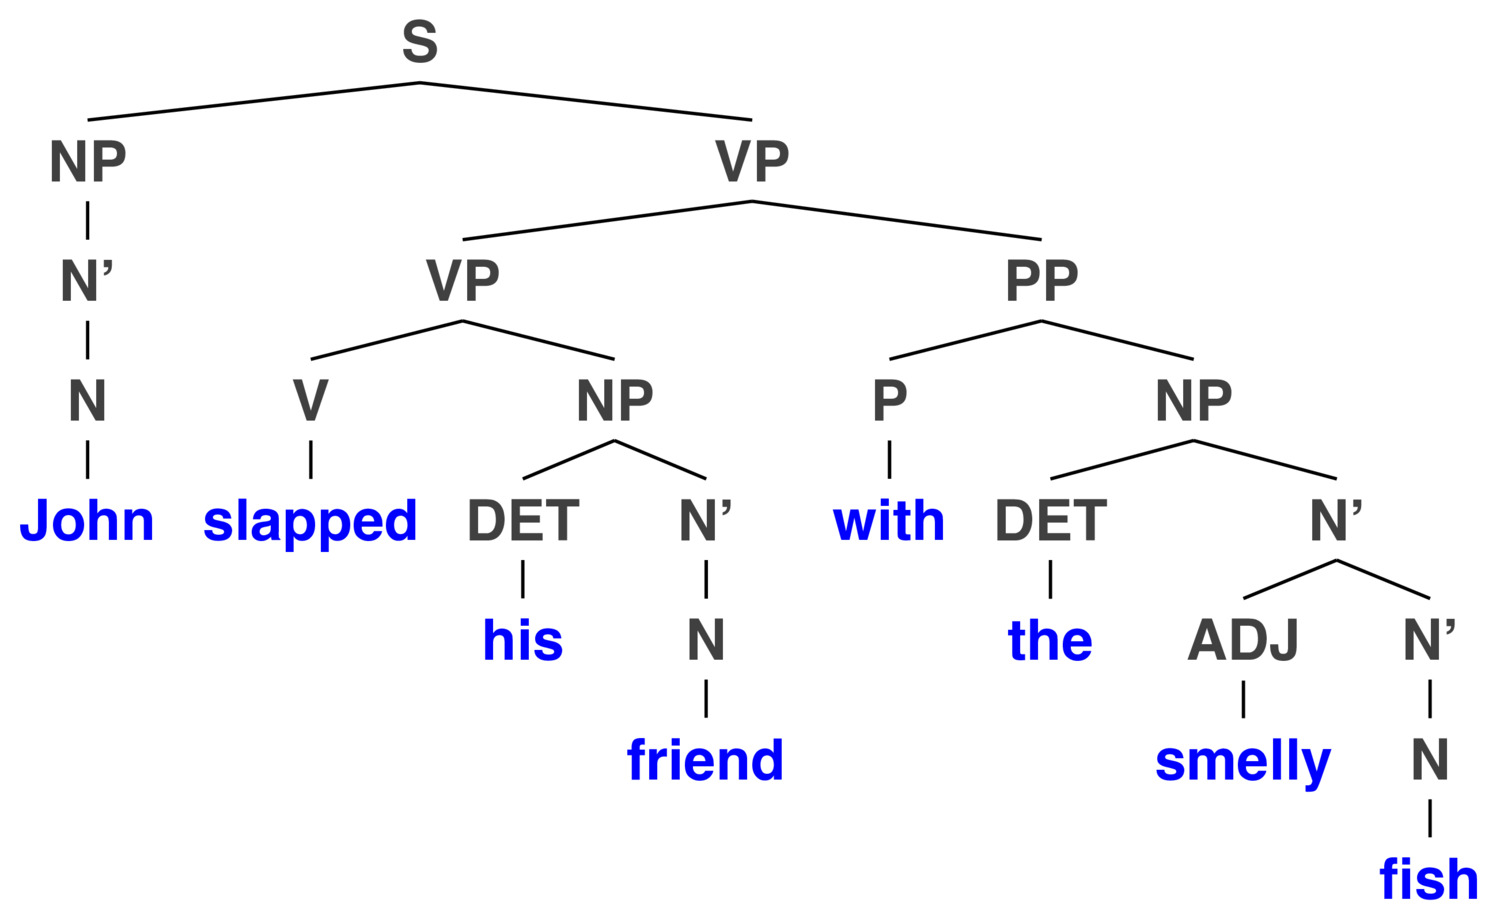 S
NP VP
N’ VP PP
N V NP P NP
John slapped DET N’ with DET N’
his N the ADJ N’
friend smelly N
fish